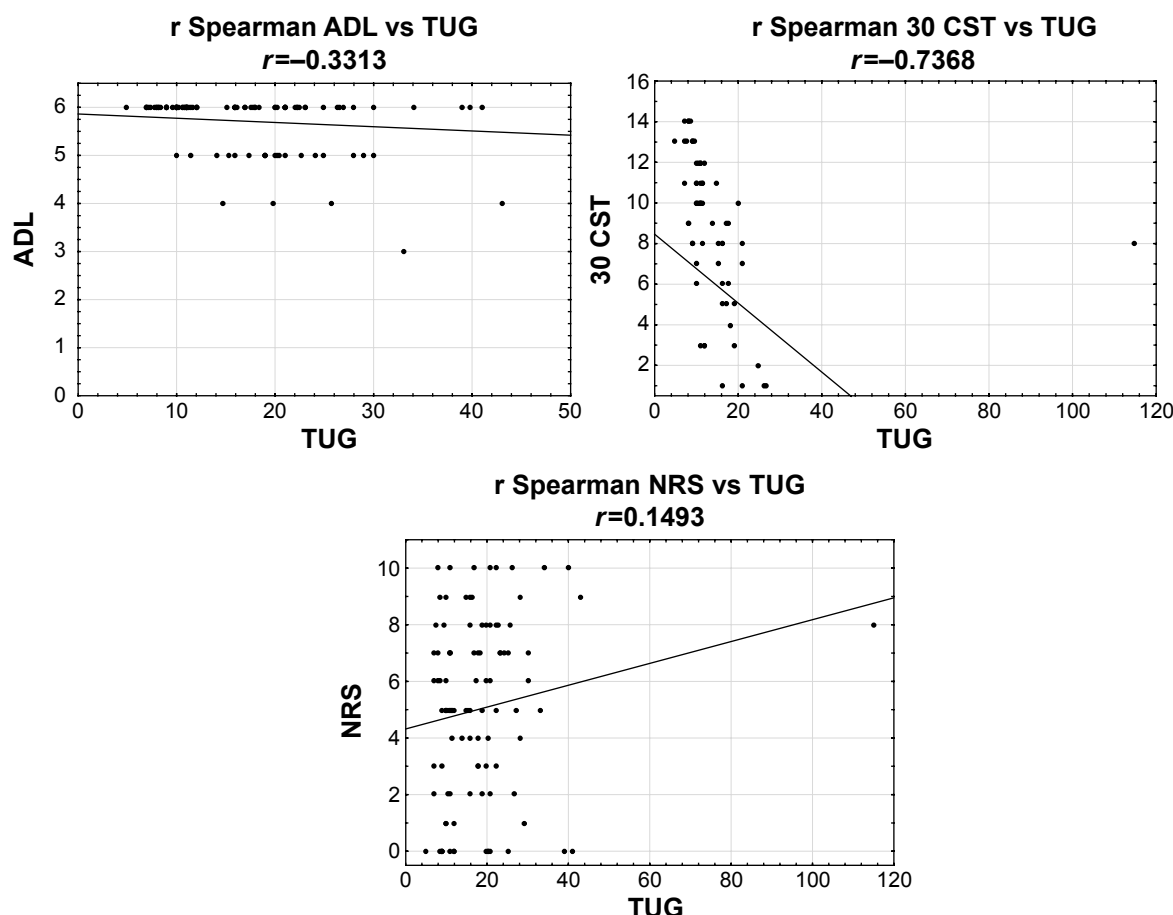 r Spearman ADL vs TUG
r=–0.3313
ADL
6
5
4
3
2
1
0
0 10 20 30 40 50
TUG
r Spearman 30 CST vs TUG
r=–0.7368
30 CST
16
14
12
10
8
6
4
2
0 20 40 60 80 100 120
TUG
r Spearman NRS vs TUG
r=0.1493
NRS
10
8
6
4
2
0
0 20 40 60 80 100 120
TUG